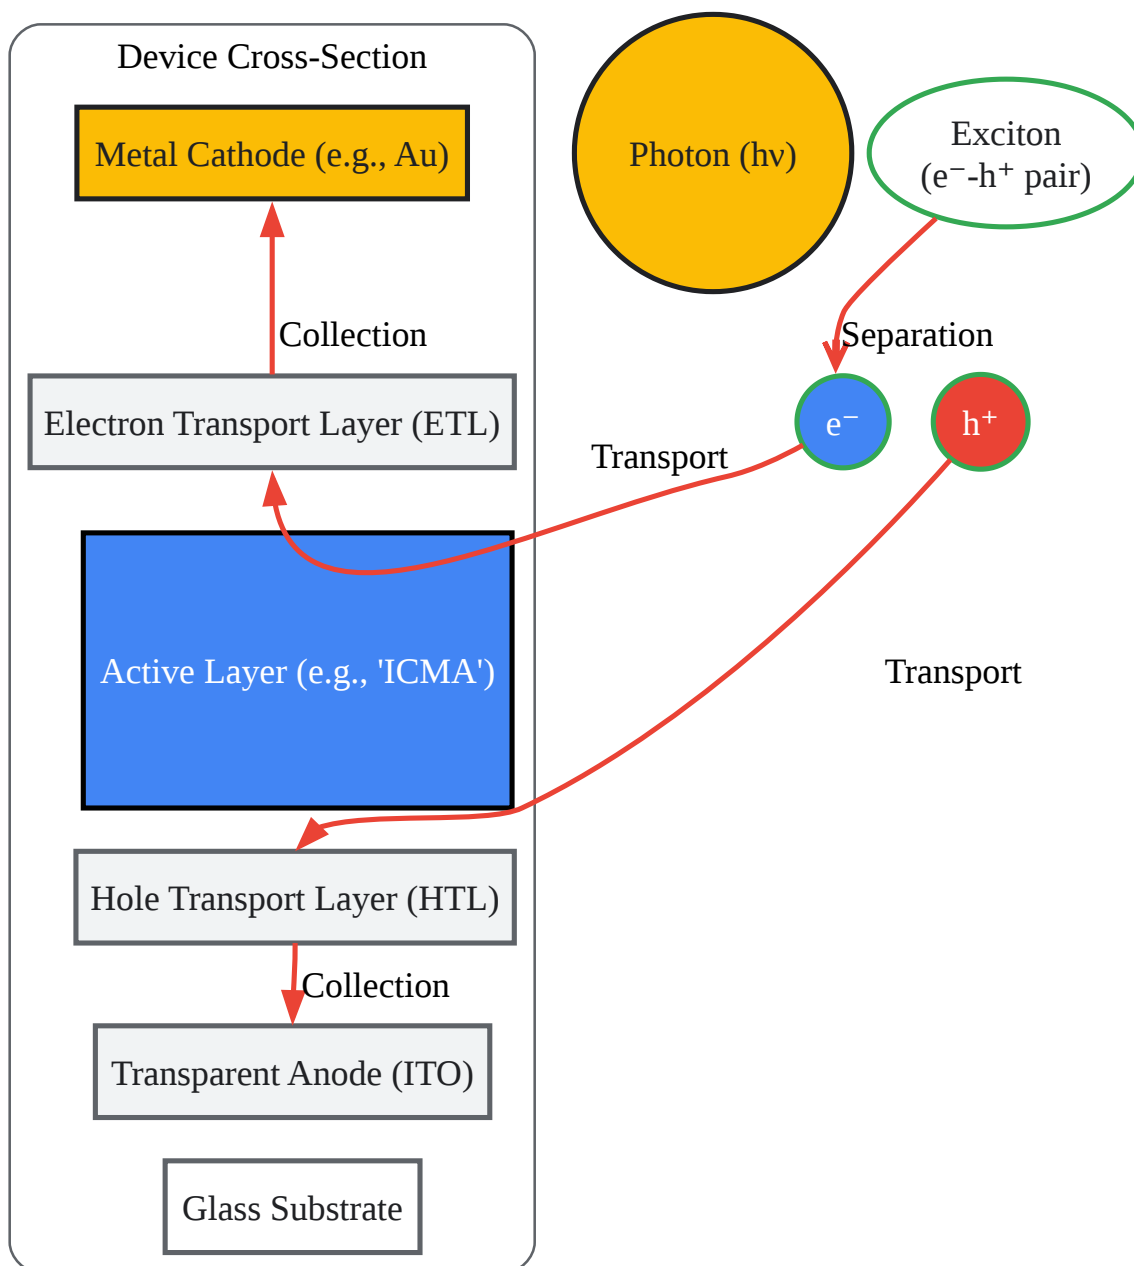 Device Cross-Section
Metal Cathode (e.g., Au)
Photon (hν)
Exciton
(e⁻-h⁺ pair)
Collection
Separation
Electron Transport Layer (ETL)
e⁻
h⁺
Transport
Active Layer (e.g., 'ICMA')
Transport
Hole Transport Layer (HTL)
Collection
Transparent Anode (ITO)
Glass Substrate